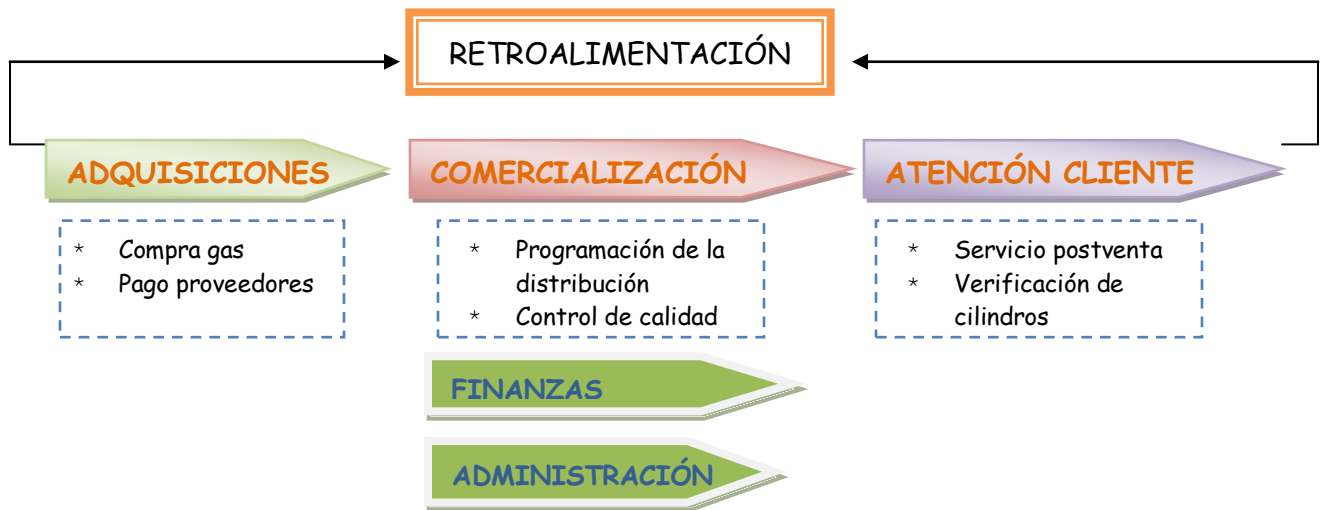 RETROALIMENTACIÓN
ADQUISICIONES
COMERCIALIZACIÓN
ATENCIÓN CLIENTE
* Compra gas
* Pago proveedores
* Programación de la
distribución
* Control de calidad
* Servicio postventa
* Verificación de
cilindros
FINANZAS
ADMINISTRACIÓN